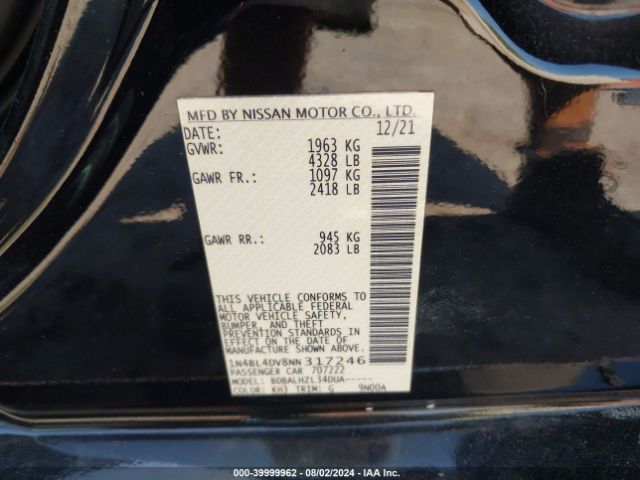 MFD BY NISSAN MOTOR CO., LTD.
DATE: 12/21
GVWR: 1963 KG
4328 LB
GAWR FR.: 1097 KG
2418 LB
GAWR RR.: 945 KG
2083 LB
THIS VEHICLE CONFORMS TO
ALL APPLICABLE FEDERAL
MOTOR VEHICLE SAFETY,
BUMPER, AND THEFT
PREVENTION STANDARDS
IN EFFECT ON THE DATE OF
MANUFACTURE SHOWN ABOVE.
1N4BL4DV8NN317246
PASSENGER CAR 707222
MODEL: BDBALHZL34DUA-----
COLOR: KH3 TRIM: G 9N00A
000-39999962 - 08/02/2024 - IAA Inc.